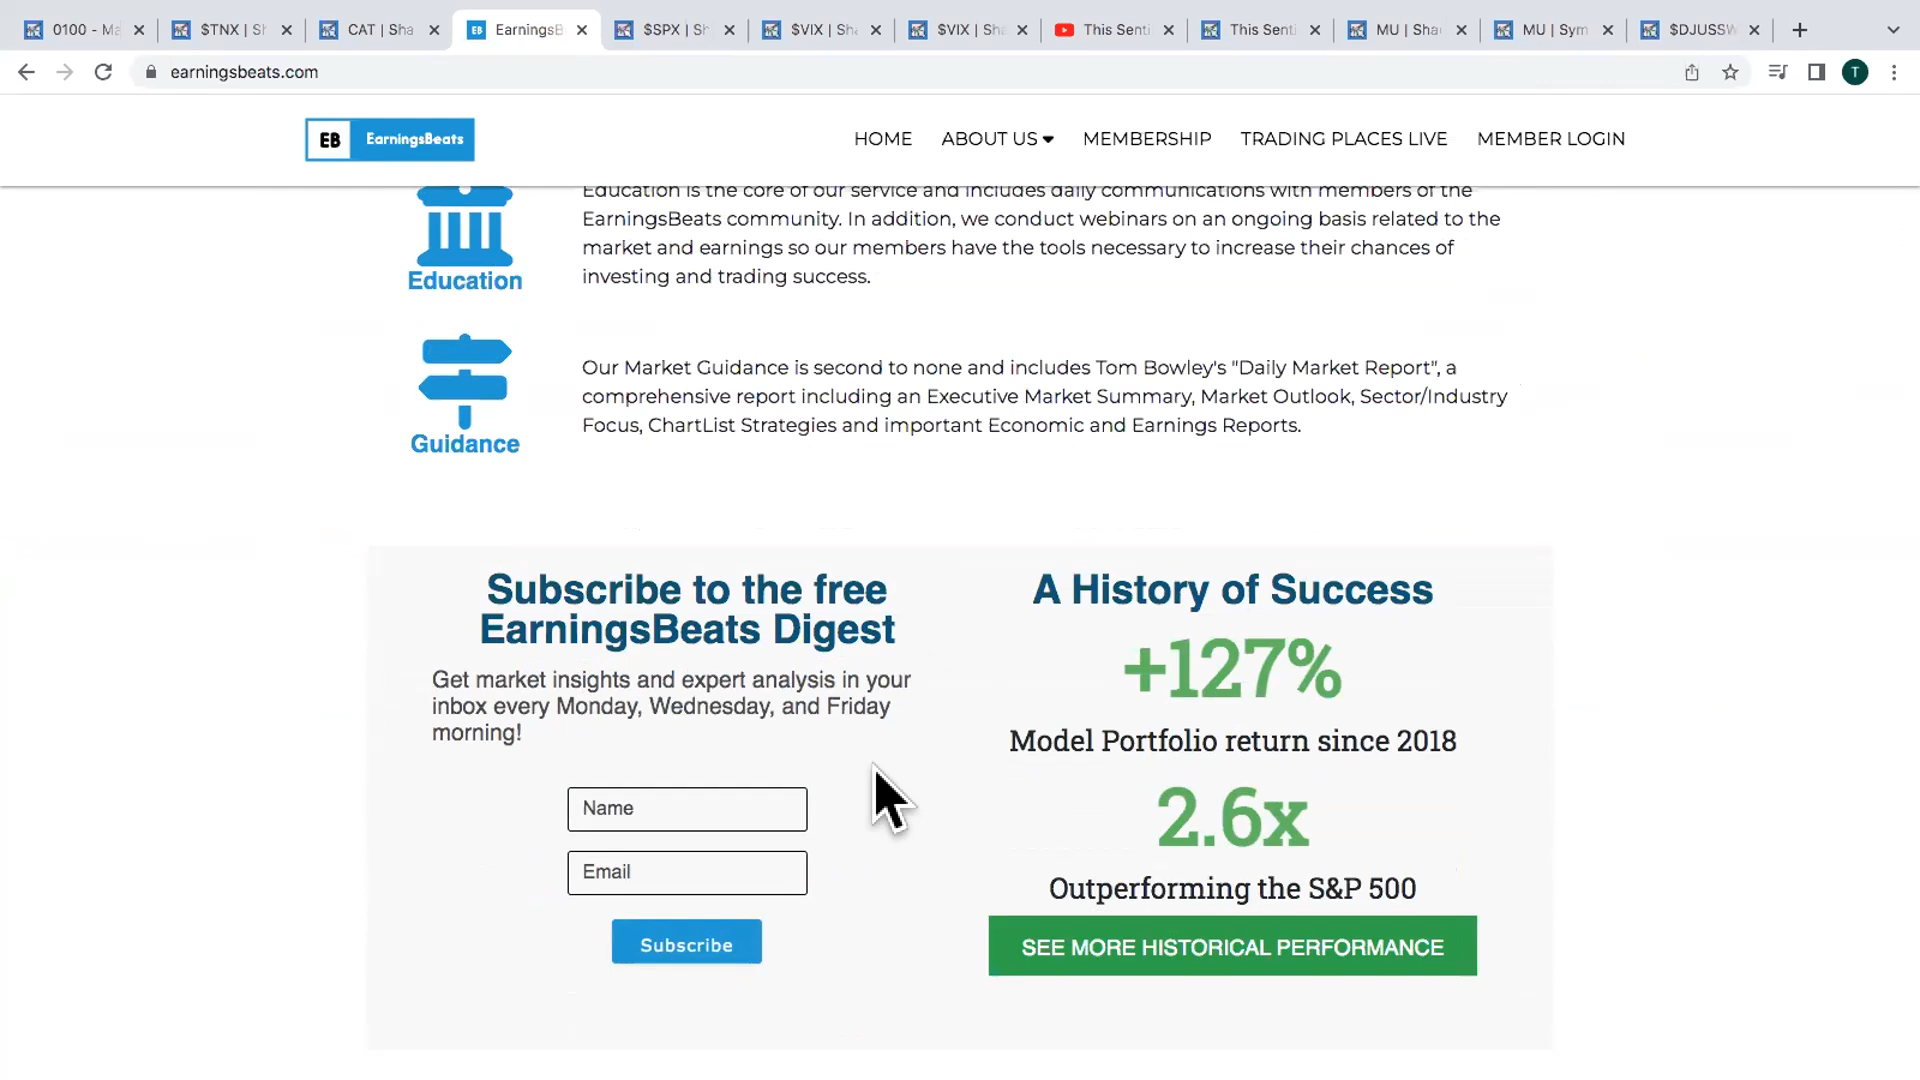 0100 - Ma
$TNX | Sh
CAT | Sha
EB EarningsB
$SPX | Sh
$VIX | Sha
$VIX | Sha
This Senti
This Senti
MU | Sha
MU | Sym
$DJUSSW
earningsbeats.com
T
EB EarningsBeats
HOME ABOUT US MEMBERSHIP TRADING PLACES LIVE MEMBER LOGIN
Education is the core of our service and includes daily communications with members of the
EarningsBeats community. In addition, we conduct webinars on an ongoing basis related to the
market and earnings so our members have the tools necessary to increase their chances of
investing and trading success.
Education
Our Market Guidance is second to none and includes Tom Bowley's "Daily Market Report", a
comprehensive report including an Executive Market Summary, Market Outlook, Sector/Industry
Focus, ChartList Strategies and important Economic and Earnings Reports.
Guidance
Subscribe to the free
EarningsBeats Digest
Get market insights and expert analysis in your
inbox every Monday, Wednesday, and Friday
morning!
Name
Email
Subscribe
A History of Success
+127%
Model Portfolio return since 2018
2.6x
Outperforming the S&P 500
SEE MORE HISTORICAL PERFORMANCE